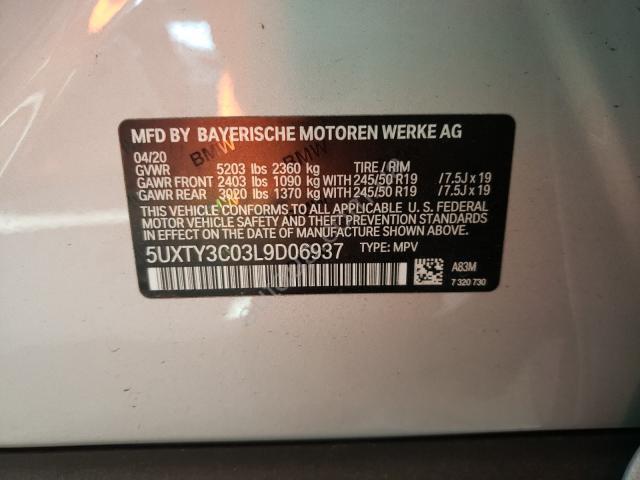 MFD BY BAYERISCHE MOTOREN WERKE AG
04/20
GVWR 5203 lbs 2360 kg TIRE / RIM
GAWR FRONT 2403 lbs 1090 kg WITH 245/50 R19 /7.5J x 19
GAWR REAR 3020 lbs 1370 kg WITH 245/50 R19 /7.5J x 19
THIS VEHICLE CONFORMS TO ALL APPLICABLE U. S. FEDERAL
MOTOR VEHICLE SAFETY AND THEFT PREVENTION STANDARDS
IN EFFECT ON THE DATE OF MANUFACTURE SHOWN ABOVE.
5UXTY3C03L9D06937 TYPE: MPV
A83M
7 320 730
BMW
BMW